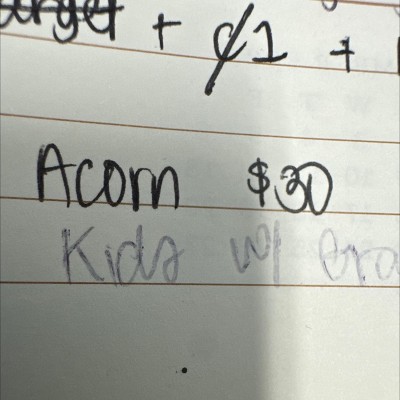 + ¢1 +
Acorn $30
Kids w/